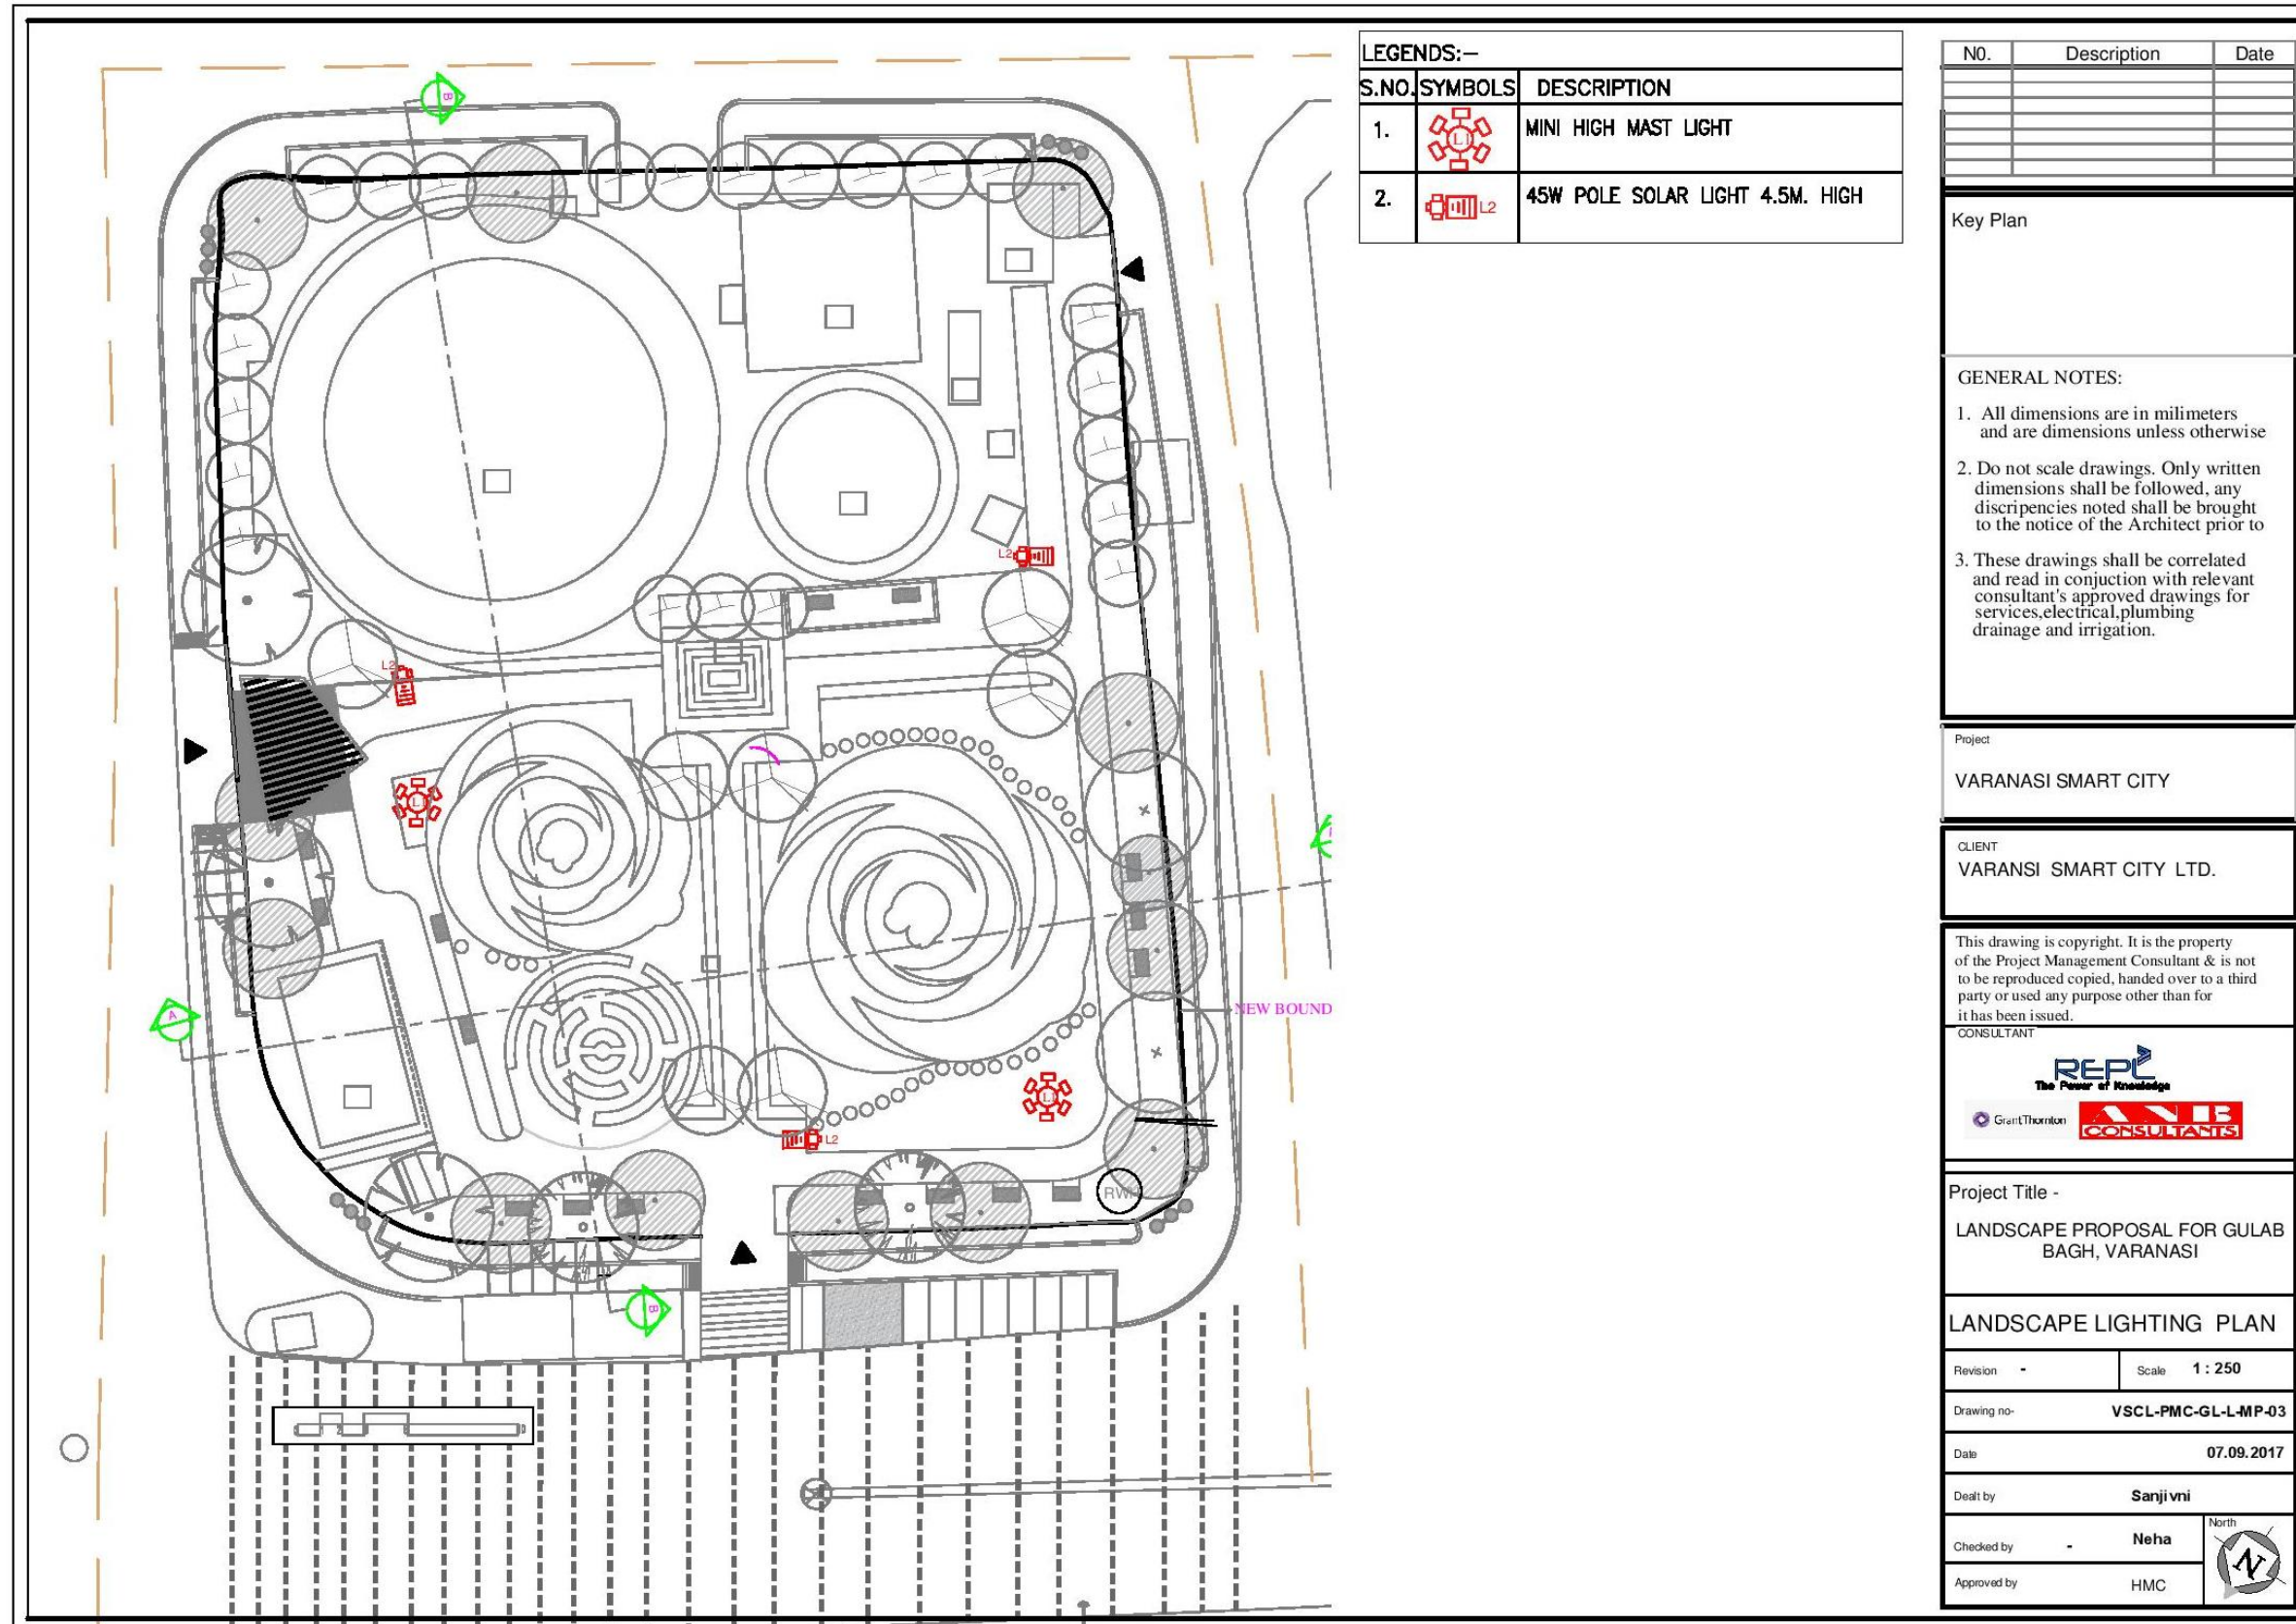 LEGENDS:-
S.NO. SYMBOLS DESCRIPTION
1. L1 MINI HIGH MAST LIGHT
2. L2 45W POLE SOLAR LIGHT 4.5M. HIGH
B
L2
L2
L1
A
NEW BOUND
L1
L2
RWH
B
N0. Description Date
Key Plan
GENERAL NOTES:
1. All dimensions are in milimeters
and are dimensions unless otherwise
2. Do not scale drawings. Only written
dimensions shall be followed, any
discripencies noted shall be brought
to the notice of the Architect prior to
3. These drawings shall be correlated
and read in conjuction with relevant
consultant's approved drawings for
services,electrical,plumbing
drainage and irrigation.
Project
VARANASI SMART CITY
CLIENT
VARANSI SMART CITY LTD.
This drawing is copyright. It is the property
of the Project Management Consultant & is not
to be reproduced copied, handed over to a third
party or used any purpose other than for
it has been issued.
CONSULTANT
REPL
The Power of Knowledge
Grant Thornton
ANB
CONSULTANTS
Project Title -
LANDSCAPE PROPOSAL FOR GULAB
BAGH, VARANASI
LANDSCAPE LIGHTING PLAN
Revision - Scale 1 : 250
Drawing no- VSCL-PMC-GL-L-MP-03
Date 07.09.2017
Dealt by Sanjivni
Checked by - Neha
Approved by HMC
North
N